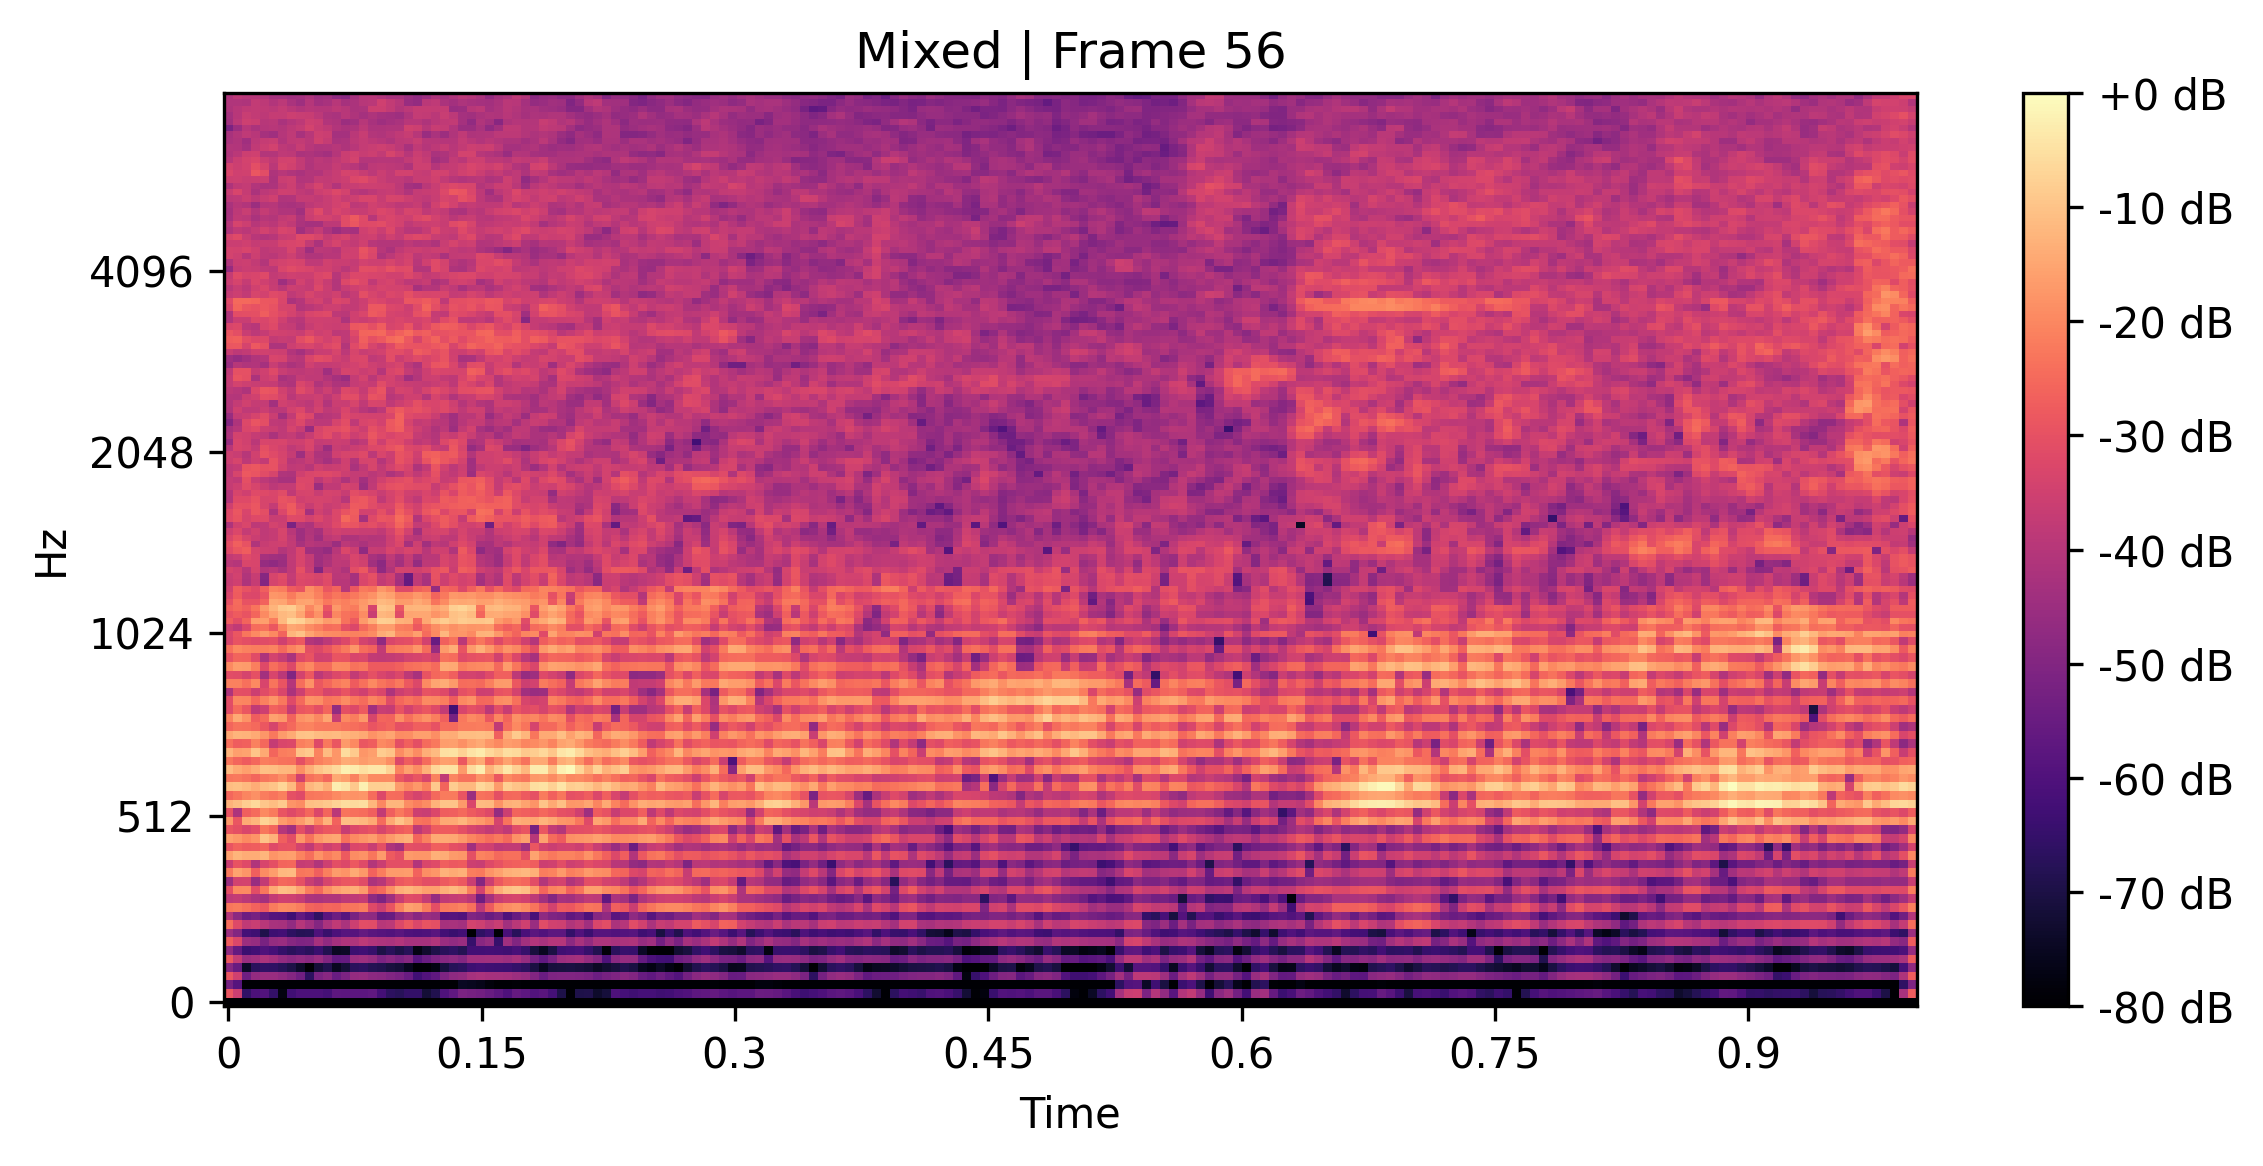 Mixed | Frame 56
Hz
4096
2048
1024
512
0
0 0.15 0.3 0.45 0.6 0.75 0.9
Time
+0 dB
-10 dB
-20 dB
-30 dB
-40 dB
-50 dB
-60 dB
-70 dB
-80 dB